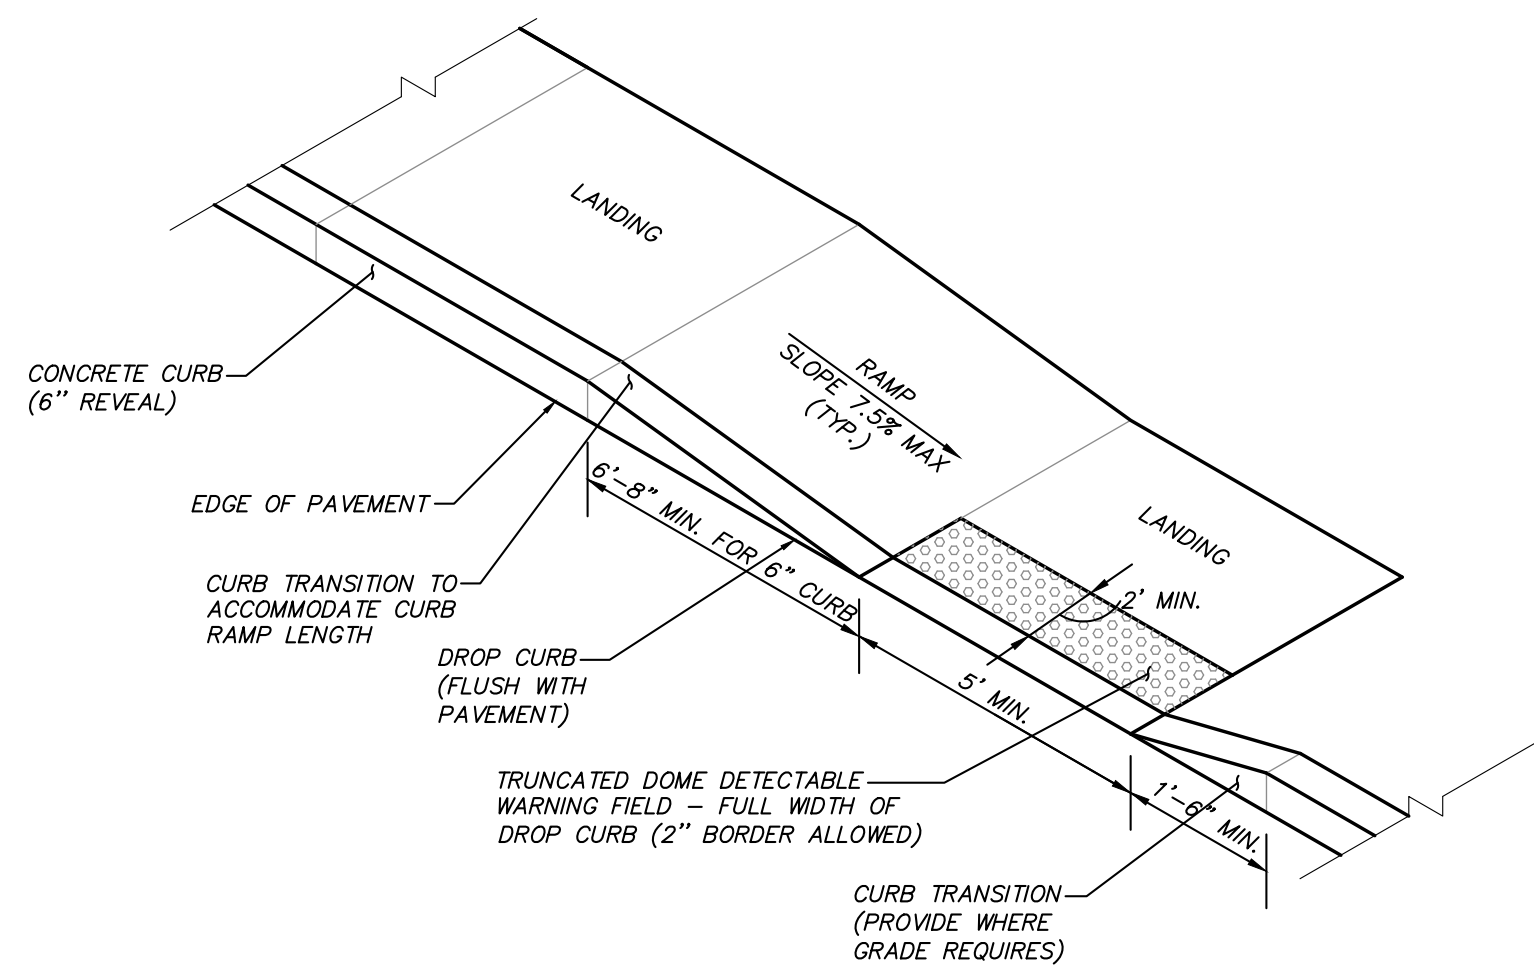 LANDING
CONCRETE CURB
(6" REVEAL)
RAMP
SLOPE 7.5% MAX
(TYP.)
EDGE OF PAVEMENT
6'-8" MIN. FOR 6" CURB
LANDING
CURB TRANSITION TO
ACCOMMODATE CURB
RAMP LENGTH
2' MIN.
DROP CURB
(FLUSH WITH
PAVEMENT)
5' MIN.
TRUNCATED DOME DETECTABLE
WARNING FIELD - FULL WIDTH OF
DROP CURB (2" BORDER ALLOWED)
1'-6" MIN.
CURB TRANSITION
(PROVIDE WHERE
GRADE REQUIRES)